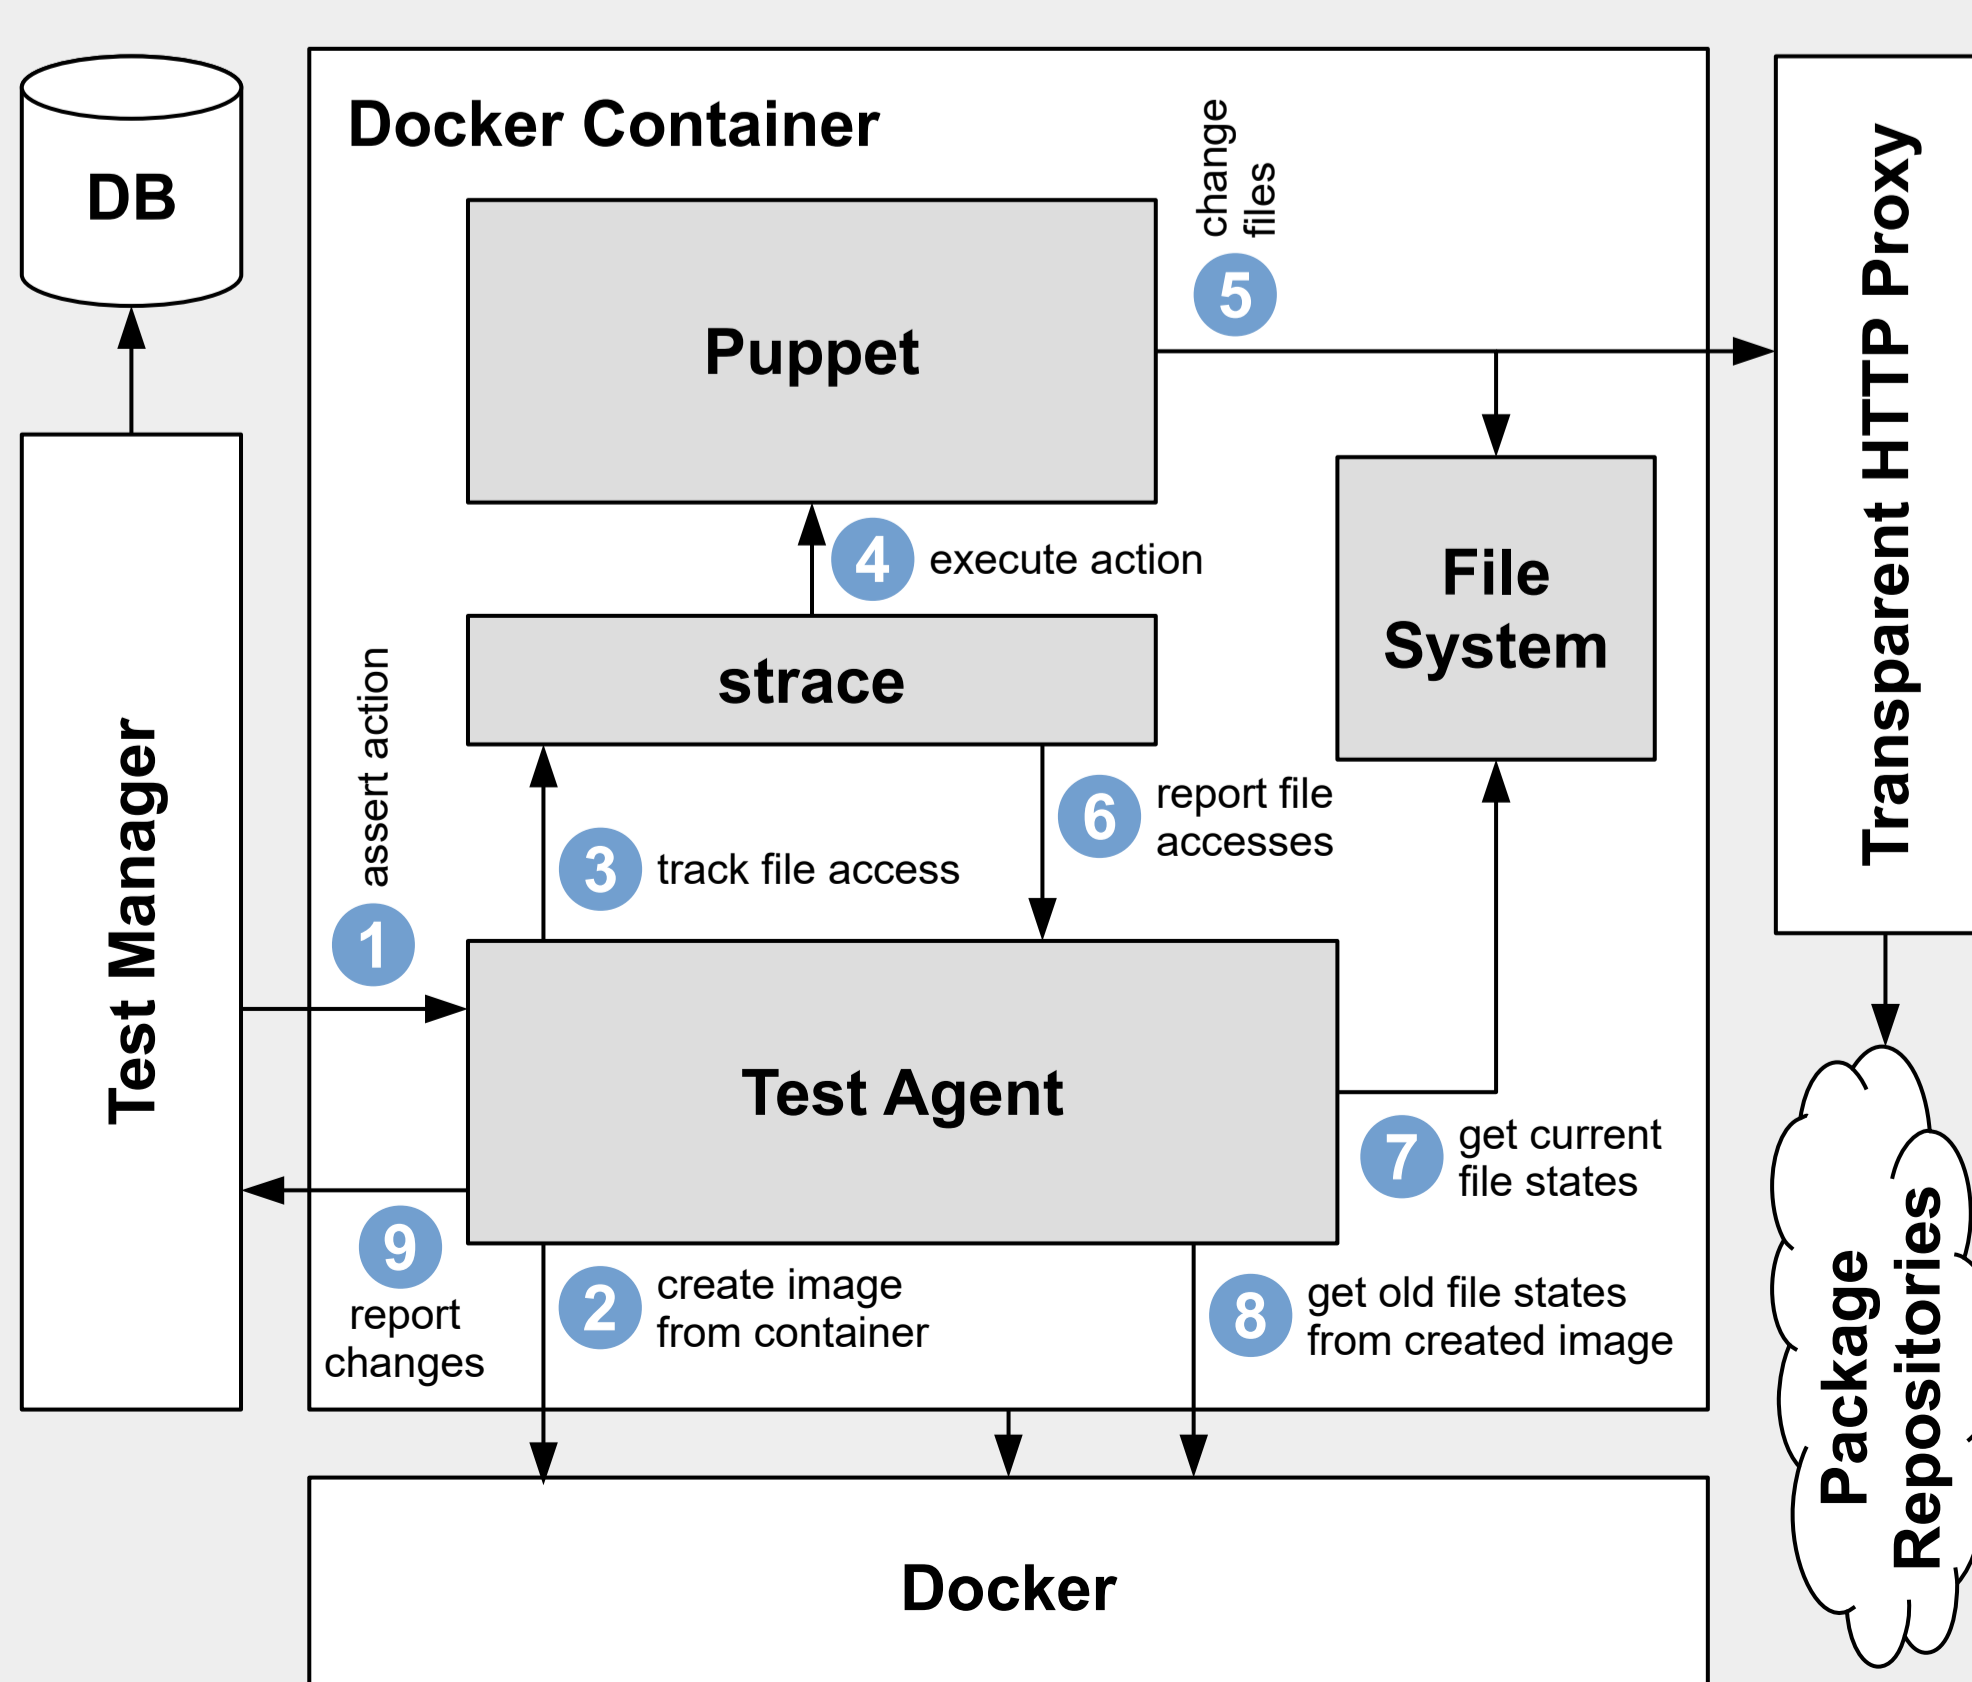 DB
Test Manager
Docker Container
Puppet
change
files
5
4
execute action
strace
File
System
assert action
1
3
track file access
6
report file
accesses
Test Agent
7
get current
file states
9
report
changes
2
create image
from container
8
get old file states
from created image
Docker
Transparent HTTP Proxy
Package
Repositories